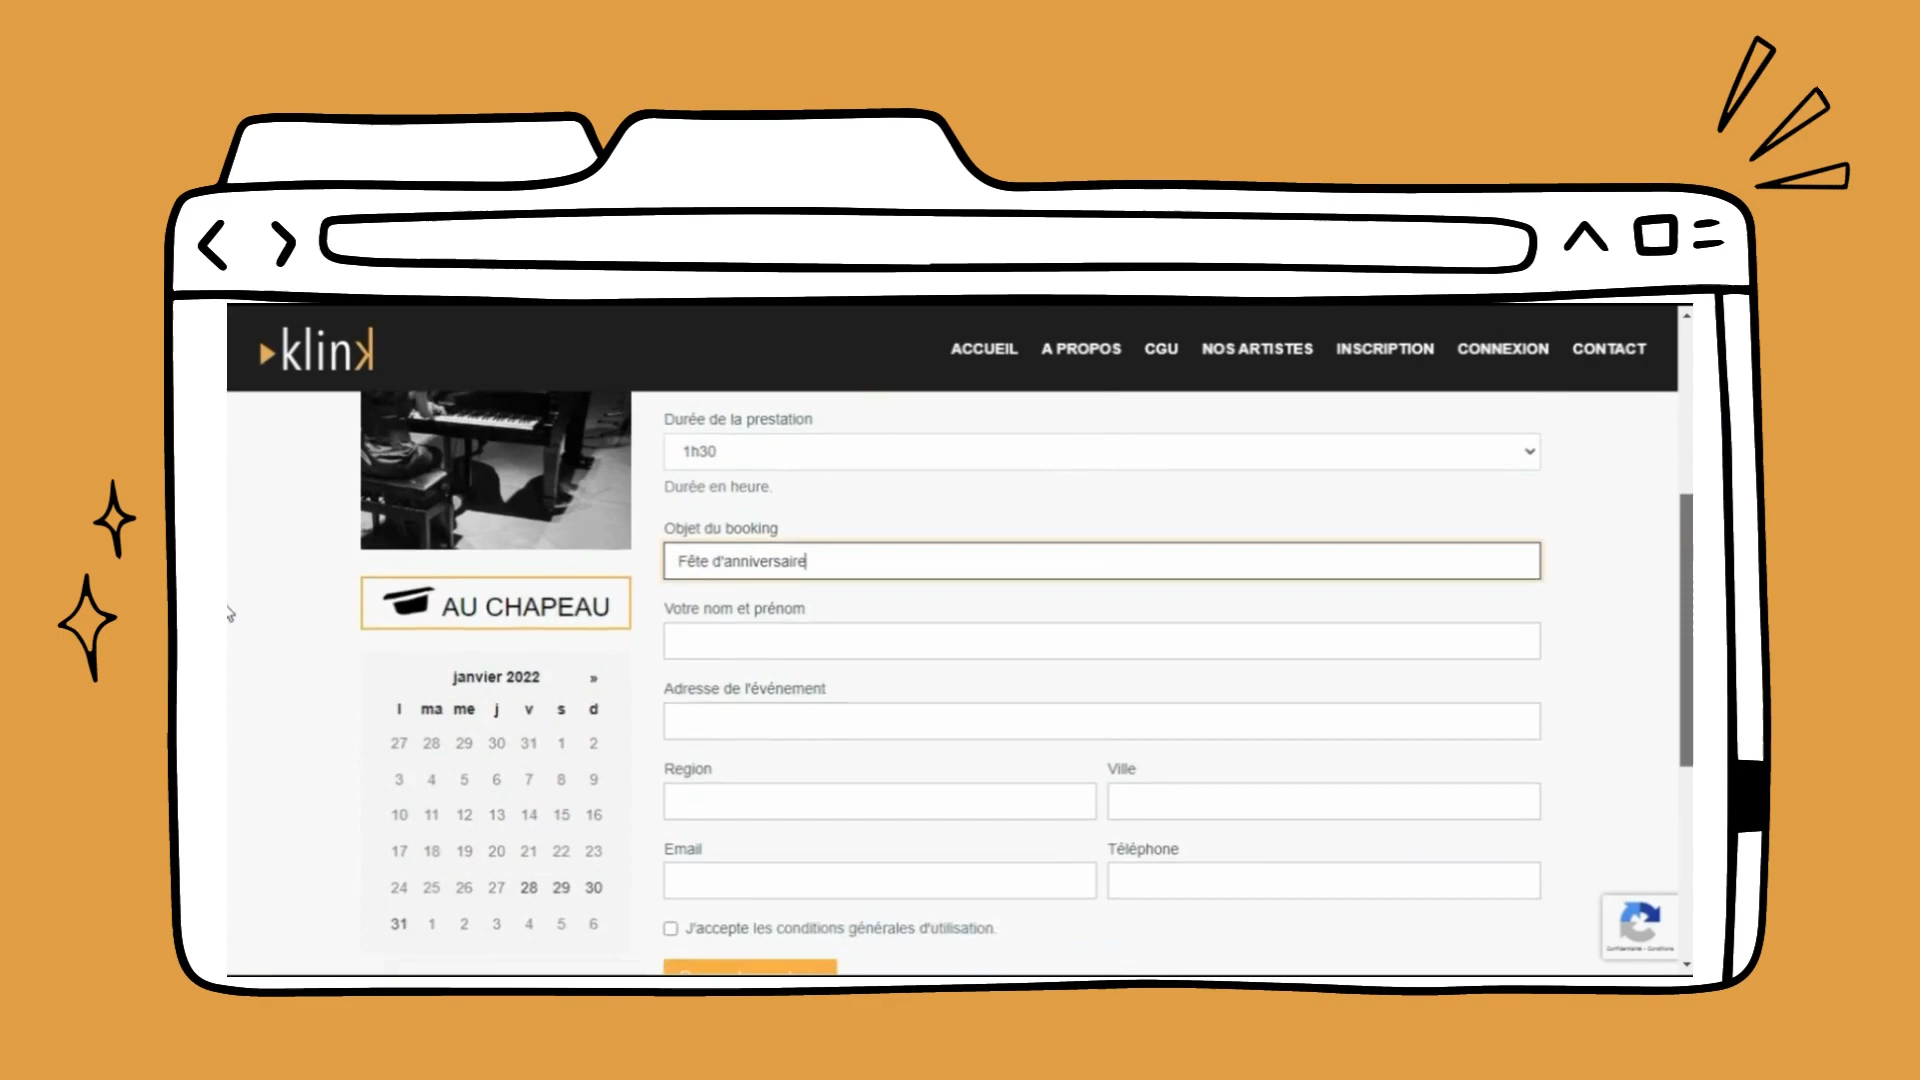 klink
ACCUEIL A PROPOS CGU NOS ARTISTES INSCRIPTION CONNEXION CONTACT
Durée de la prestation
1h30
Durée en heure.
Objet du booking
Fête d'anniversaire
AU CHAPEAU
Votre nom et prénom
janvier 2022 »
l ma me j v s d
27 28 29 30 31 1 2
3 4 5 6 7 8 9
10 11 12 13 14 15 16
17 18 19 20 21 22 23
24 25 26 27 28 29 30
31 1 2 3 4 5 6
Adresse de l'événement
Region Ville
Email Téléphone
J'accepte les conditions générales d'utilisation.
Confidentialité - Conditions